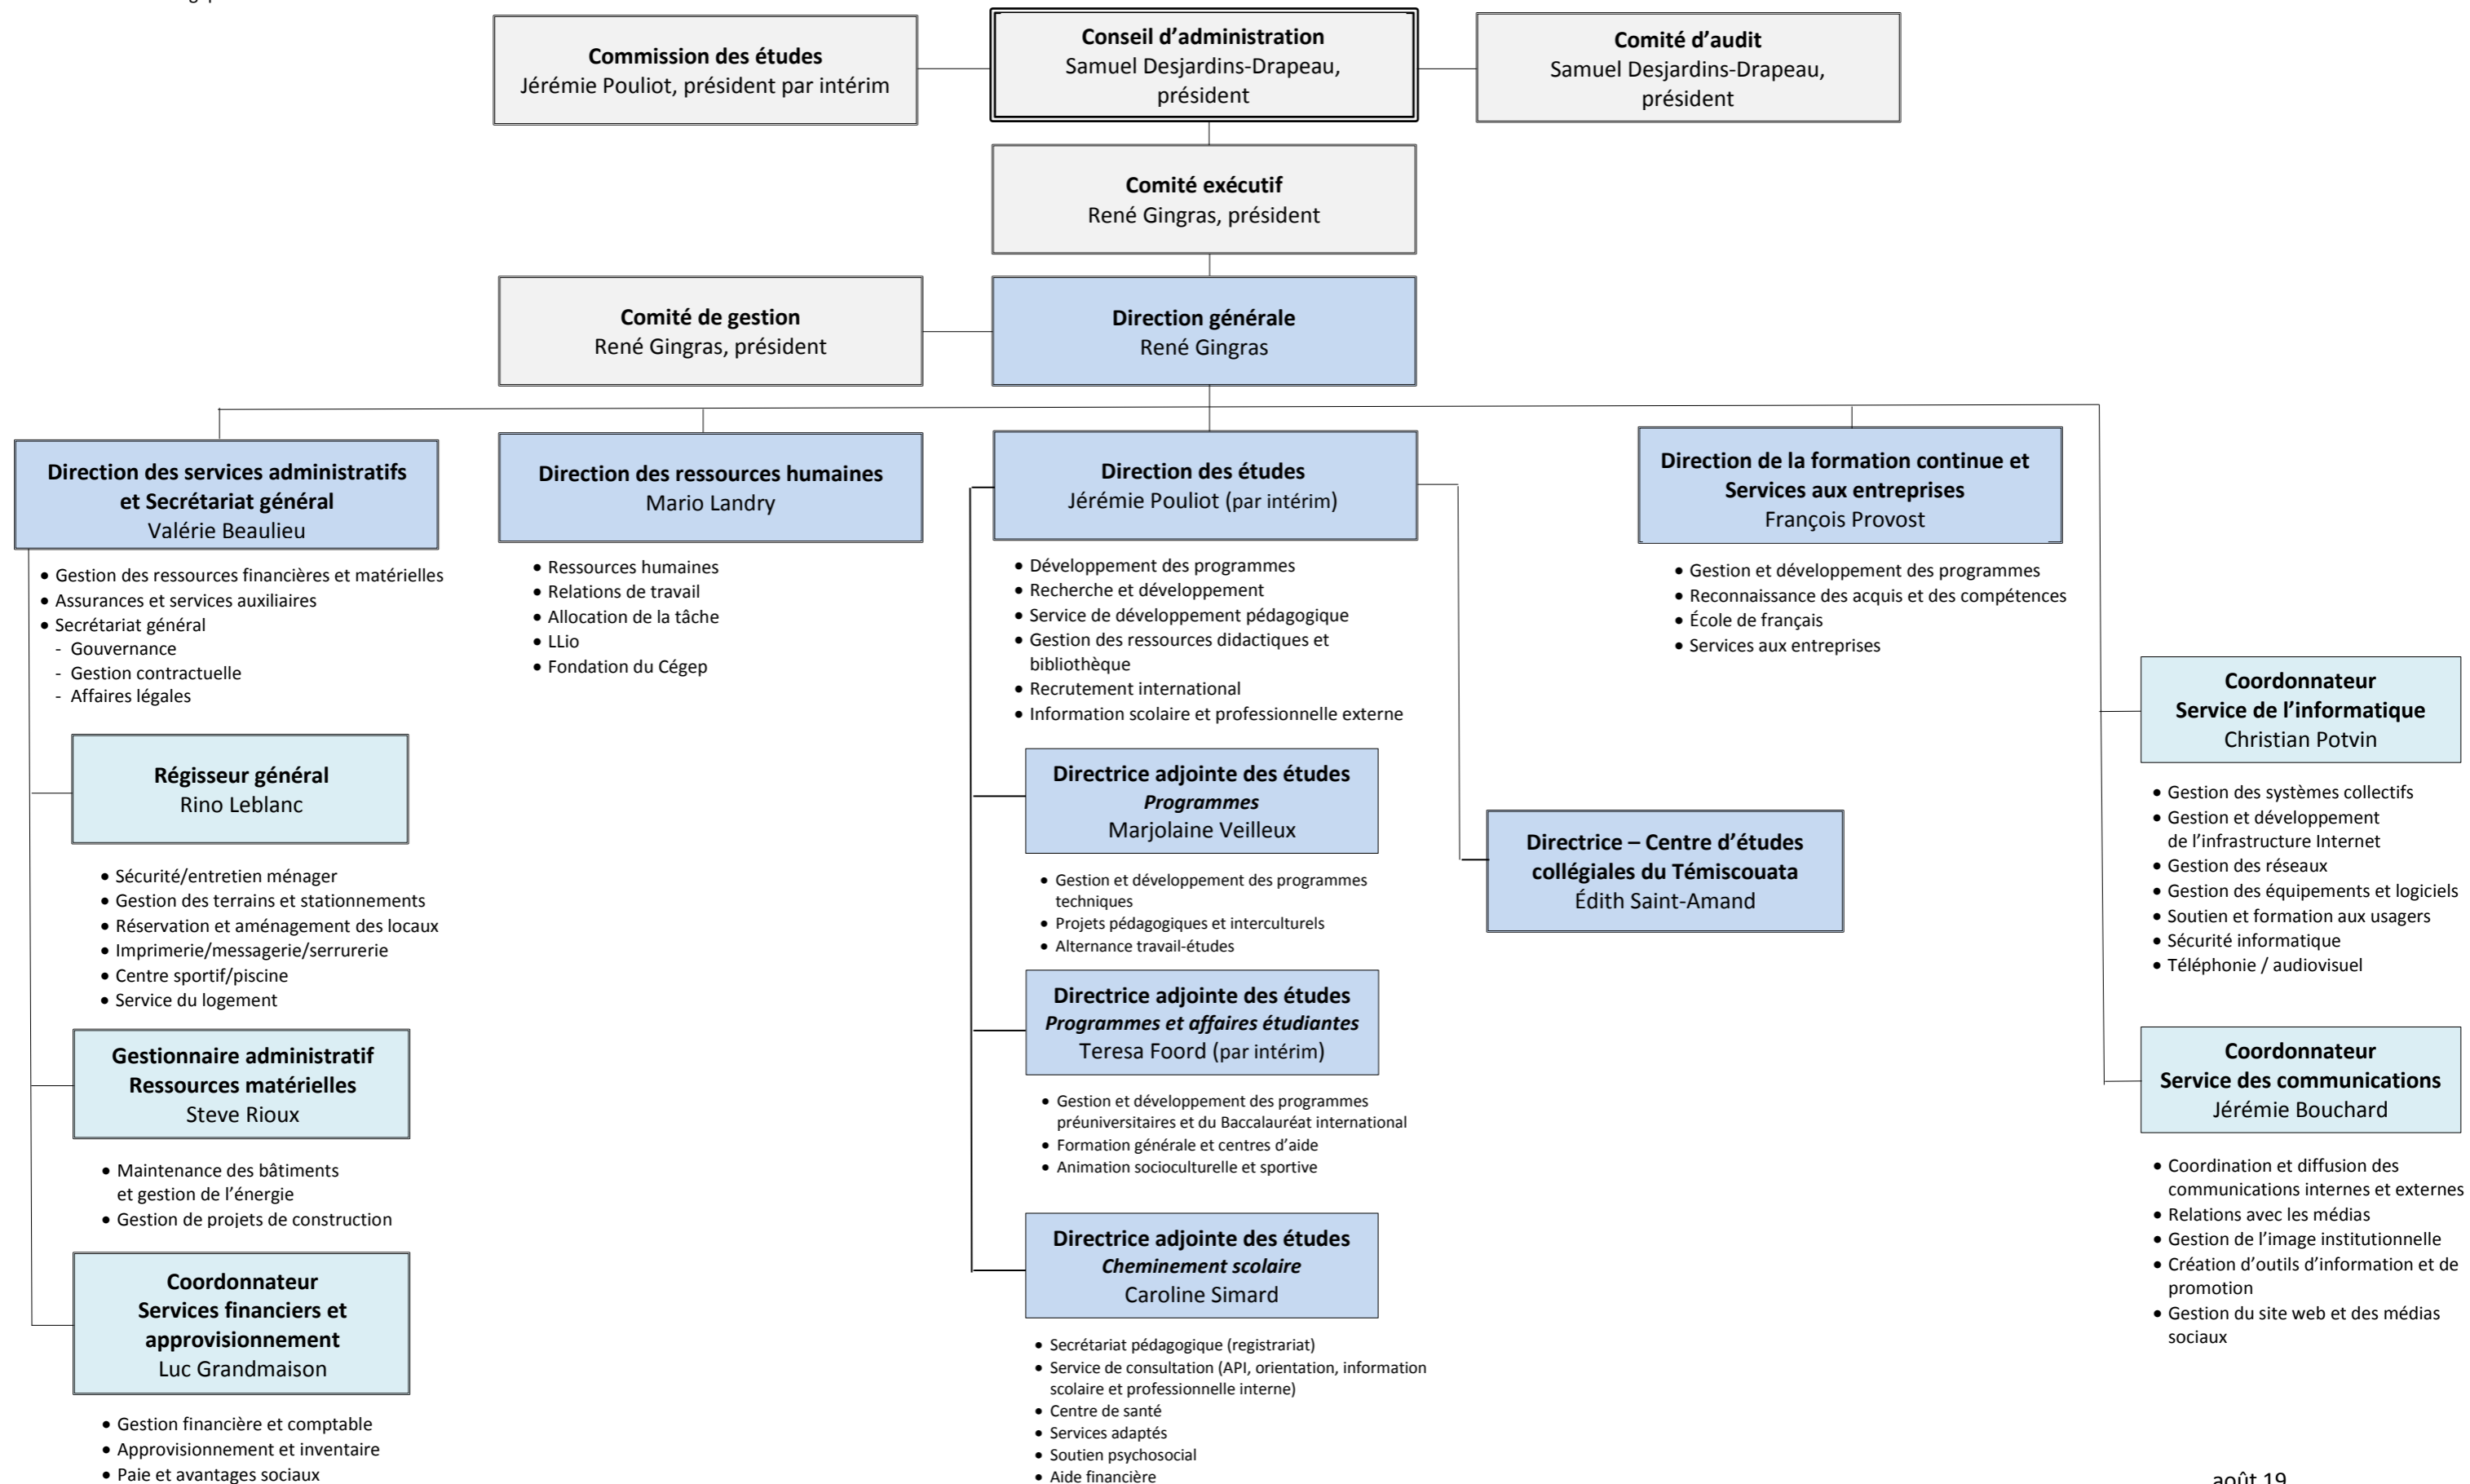 Commission des études
Jérémie Pouliot, président par intérim
Conseil d’administration
Samuel Desjardins-Drapeau,
président
Comité d’audit
Samuel Desjardins-Drapeau,
président
Comité exécutif
René Gingras, président
Comité de gestion
René Gingras, président
Direction générale
René Gingras
Direction des services administratifs
et Secrétariat général
Valérie Beaulieu
• Gestion des ressources financières et matérielles
• Assurances et services auxiliaires
• Secrétariat général
- Gouvernance
- Gestion contractuelle
- Affaires légales
Régisseur général
Rino Leblanc
• Sécurité/entretien ménager
• Gestion des terrains et stationnements
• Réservation et aménagement des locaux
• Imprimerie/messagerie/serrurerie
• Centre sportif/piscine
• Service du logement
Gestionnaire administratif
Ressources matérielles
Steve Rioux
• Maintenance des bâtiments
et gestion de l’énergie
• Gestion de projets de construction
Coordonnateur
Services financiers et
approvisionnement
Luc Grandmaison
• Gestion financière et comptable
• Approvisionnement et inventaire
• Paie et avantages sociaux
Direction des ressources humaines
Mario Landry
• Ressources humaines
• Relations de travail
• Allocation de la tâche
• LLio
• Fondation du Cégep
Direction des études
Jérémie Pouliot (par intérim)
• Développement des programmes
• Recherche et développement
• Service de développement pédagogique
• Gestion des ressources didactiques et
bibliothèque
• Recrutement international
• Information scolaire et professionnelle externe
Directrice adjointe des études
Programmes
Marjolaine Veilleux
• Gestion et développement des programmes
techniques
• Projets pédagogiques et interculturels
• Alternance travail-études
Directrice adjointe des études
Programmes et affaires étudiantes
Teresa Foord (par intérim)
• Gestion et développement des programmes
préuniversitaires et du Baccalauréat international
• Formation générale et centres d’aide
• Animation socioculturelle et sportive
Directrice adjointe des études
Cheminement scolaire
Caroline Simard
• Secrétariat pédagogique (registrariat)
• Service de consultation (API, orientation, information
scolaire et professionnelle interne)
• Centre de santé
• Services adaptés
• Soutien psychosocial
• Aide financière
Directrice – Centre d’études
collégiales du Témiscouata
Édith Saint-Amand
Direction de la formation continue et
Services aux entreprises
François Provost
• Gestion et développement des programmes
• Reconnaissance des acquis et des compétences
• École de français
• Services aux entreprises
Coordonnateur
Service de l’informatique
Christian Potvin
• Gestion des systèmes collectifs
• Gestion et développement
de l’infrastructure Internet
• Gestion des réseaux
• Gestion des équipements et logiciels
• Soutien et formation aux usagers
• Sécurité informatique
• Téléphonie / audiovisuel
Coordonnateur
Service des communications
Jérémie Bouchard
• Coordination et diffusion des
communications internes et externes
• Relations avec les médias
• Gestion de l’image institutionnelle
• Création d’outils d’information et de
promotion
• Gestion du site web et des médias
sociaux
août 19